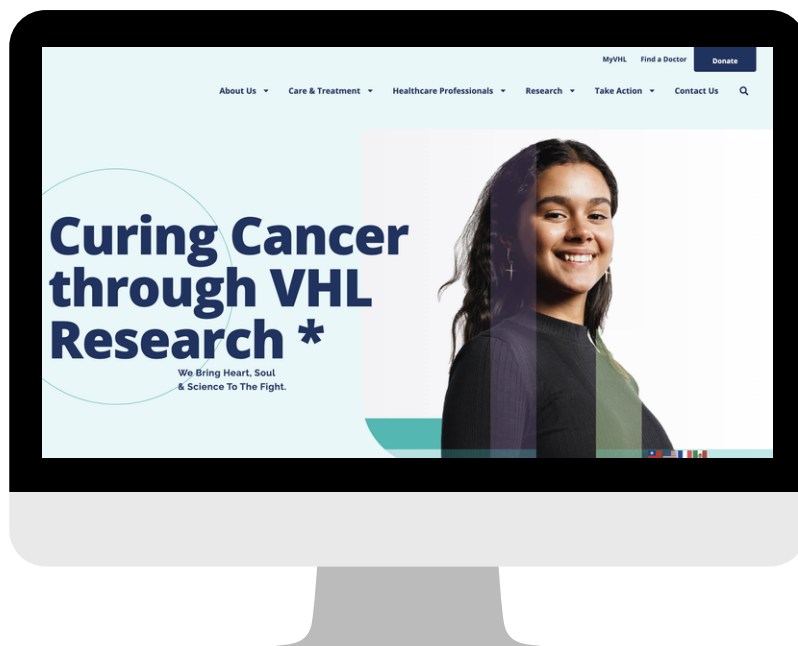 MyVHL Find a Doctor Donate
About Us Care & Treatment Healthcare Professionals Research Take Action Contact Us
Curing Cancer
through VHL
Research *
We Bring Heart, Soul
& Science To The Fight.